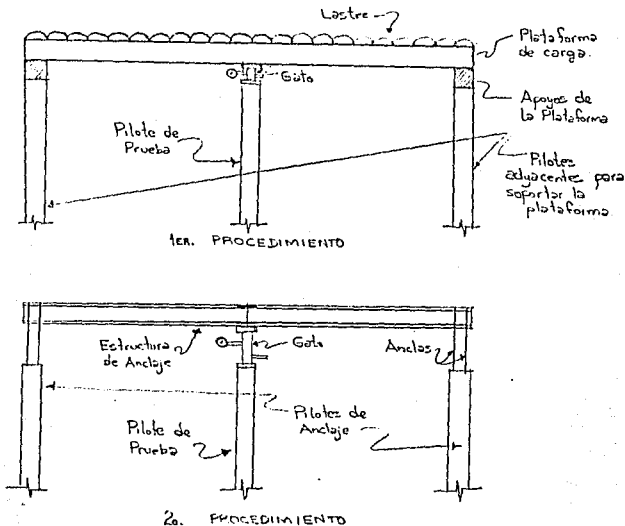 Lastre
Plataforma
de carga.
Gato
Apoyos de
la Plataforma
Pilote de
Prueba
Pilotes
adyacentes para
soportar la
plataforma.
1ER. PROCEDIMIENTO
Estructura
de Anclaje
Gato
Anclas
Pilotes de
Anclaje
Pilote de
Prueba
2o. PROCEDIMIENTO